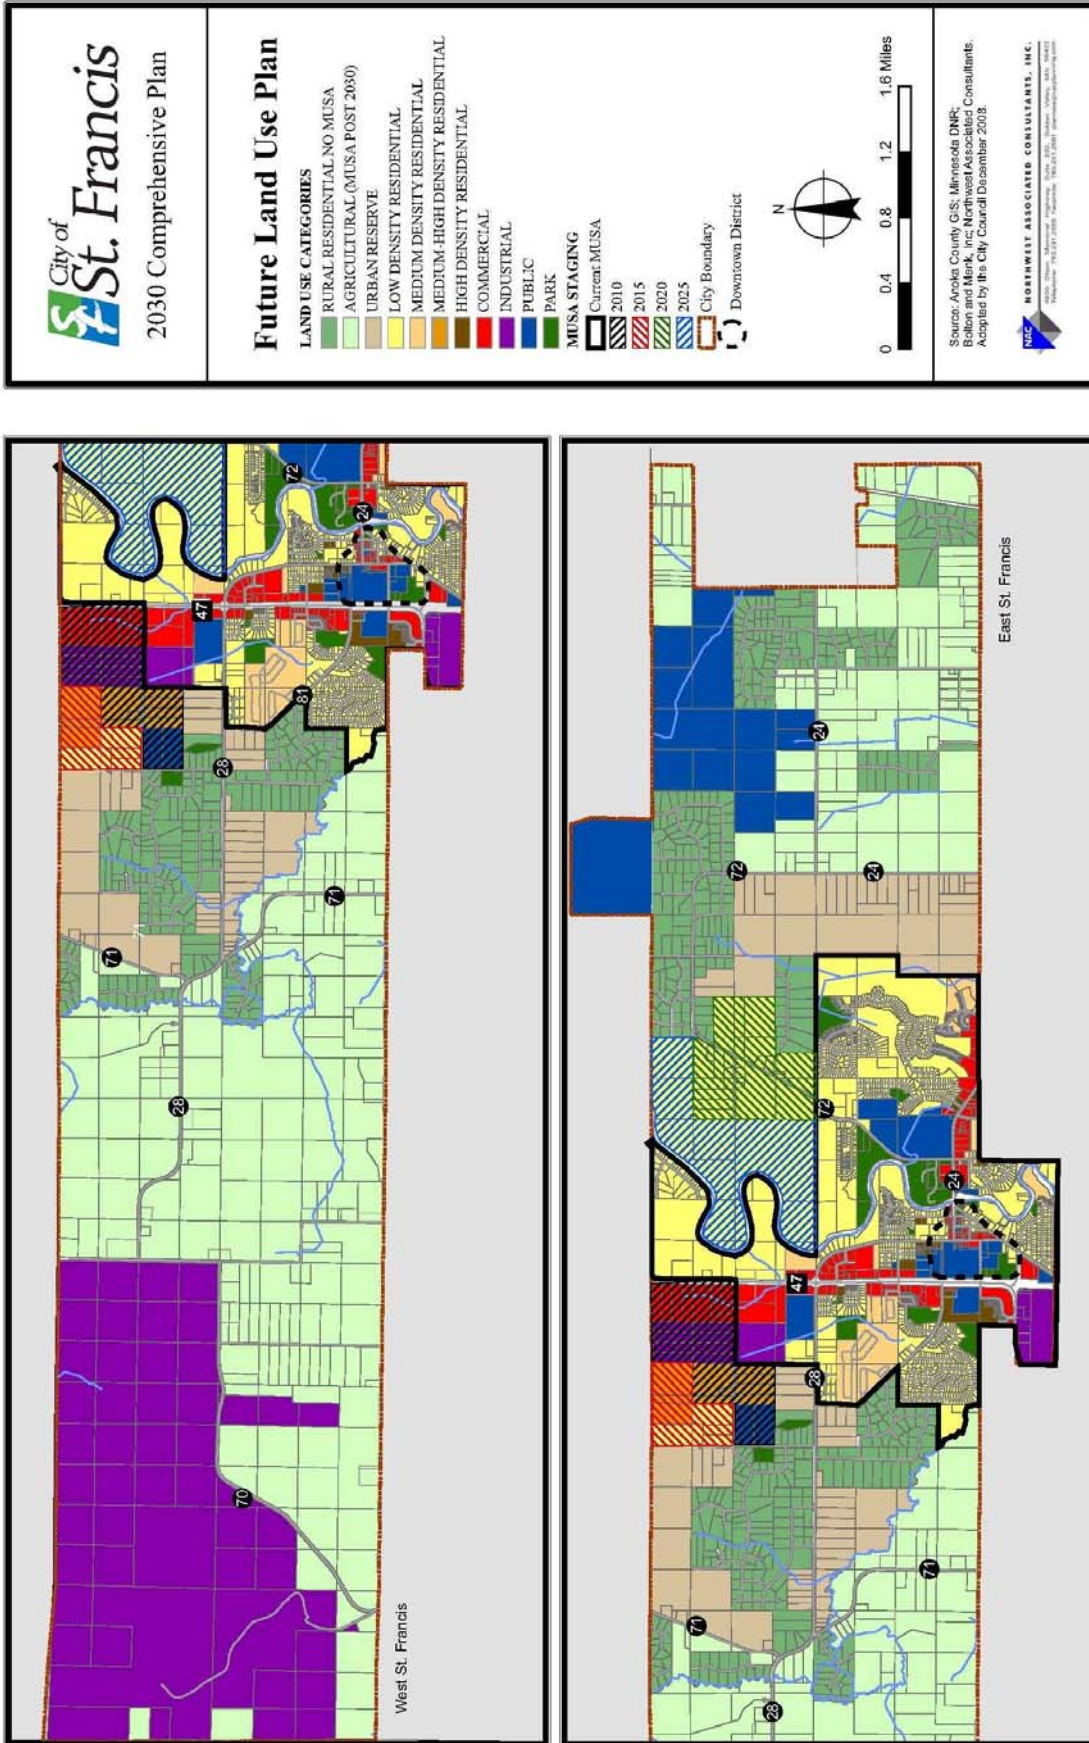 City of
St. Francis
2030 Comprehensive Plan
Future Land Use Plan
LAND USE CATEGORIES
RURAL RESIDENTIAL NO MUSA
AGRICULTURAL (MUSA POST 2030)
URBAN RESERVE
LOW DENSITY RESIDENTIAL
MEDIUM DENSITY RESIDENTIAL
MEDIUM-HIGH DENSITY RESIDENTIAL
HIGH DENSITY RESIDENTIAL
COMMERCIAL
INDUSTRIAL
PUBLIC
PARK
MUSA STAGING
Current MUSA
2010
2015
2020
2025
City Boundary
Downtown District
N
0 0.4 0.8 1.2 1.6 Miles
Source: Anoka County GIS; Minnesota DNR;
Bolton and Menk, Inc; Northwest Associated Consultants.
Adopted by the City Council December 2008.
NAC
NORTHWEST ASSOCIATED CONSULTANTS, INC.
West St. Francis
70
28
71
71
71
28
81
47
24
72
East St. Francis
28
71
71
28
47
24
72
72
24
24